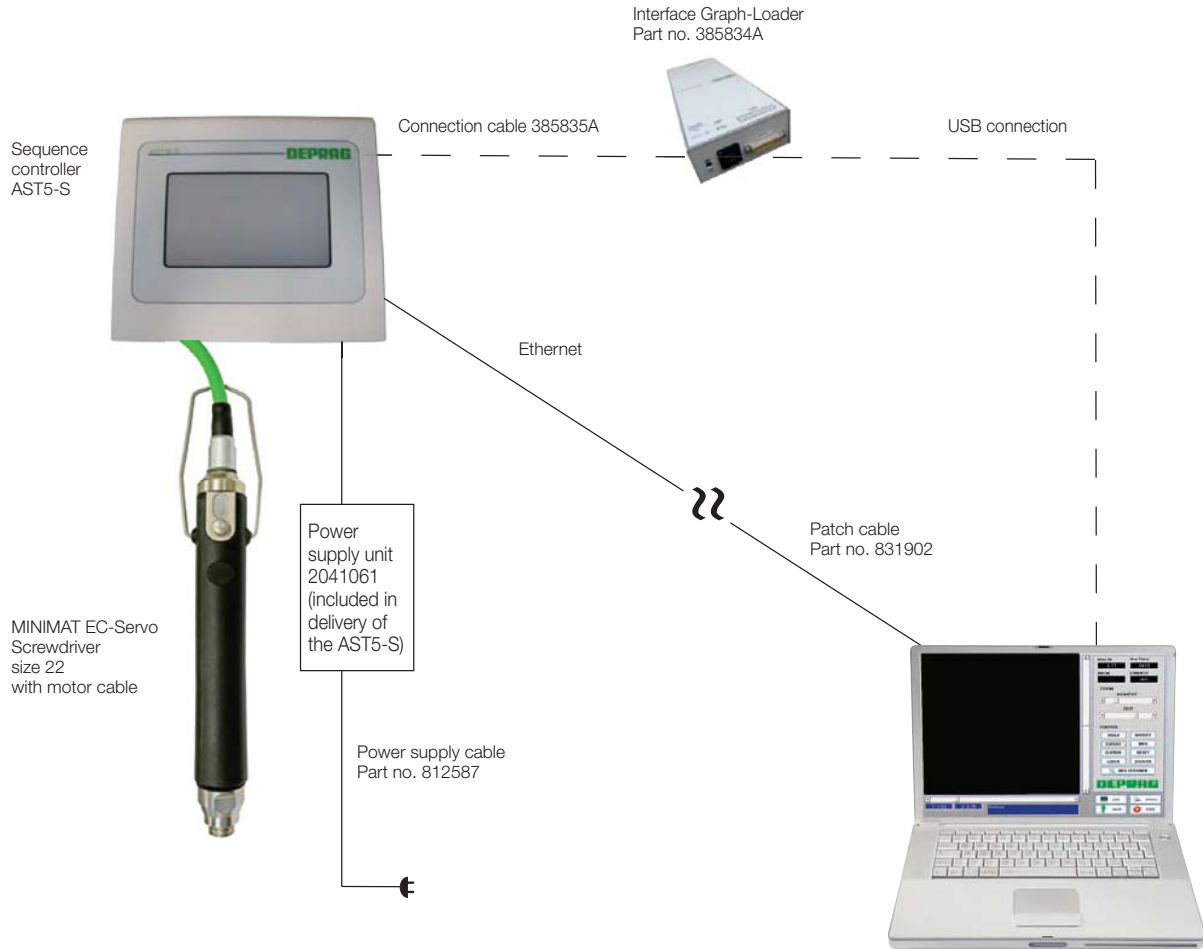 Interface Graph-Loader
Part no. 385834A
Connection cable 385835A
USB connection
Sequence
controller
AST5-S
DEPRAG
Ethernet
Power
supply unit
2041061
(included in
delivery of
the AST5-S)
Patch cable
Part no. 831902
MINIMAT EC-Servo
Screwdriver
size 22
with motor cable
Power supply cable
Part no. 812587
DEPRAG